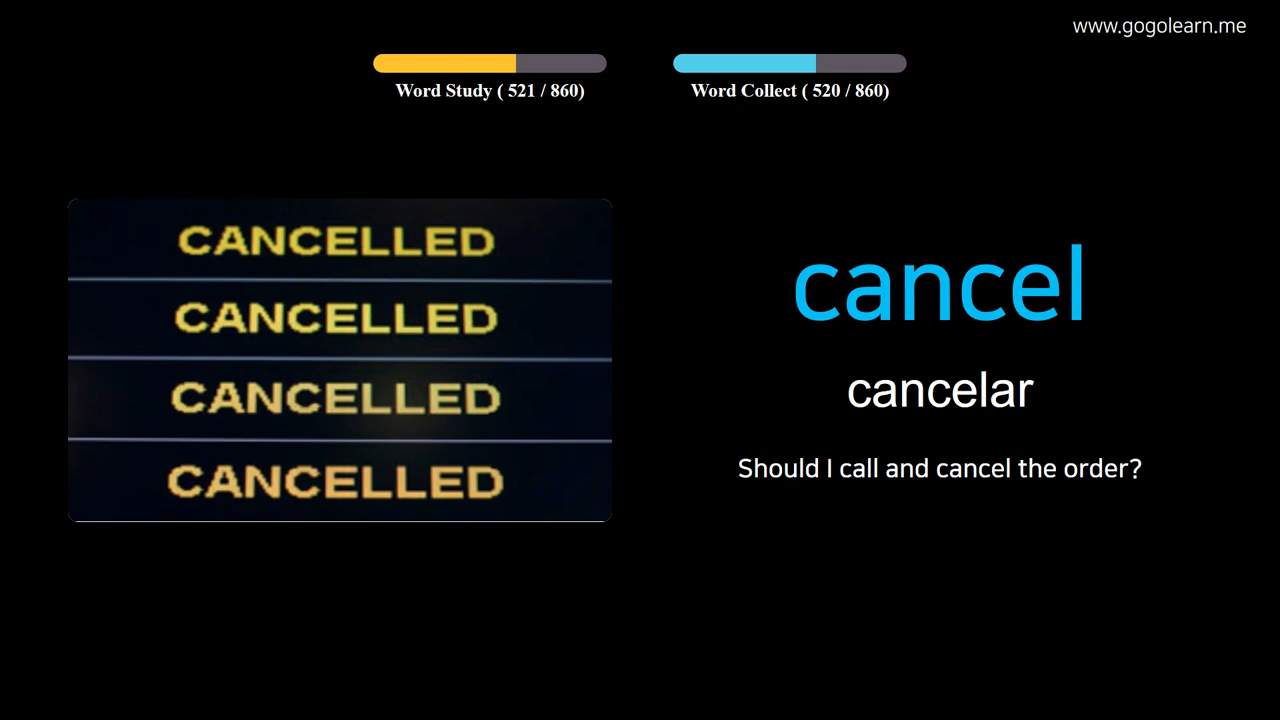 www.gogolearn.me
Word Study ( 521 / 860)
Word Collect ( 520 / 860)
CANCELLED
CANCELLED
CANCELLED
CANCELLED
cancel
cancelar
Should I call and cancel the order?